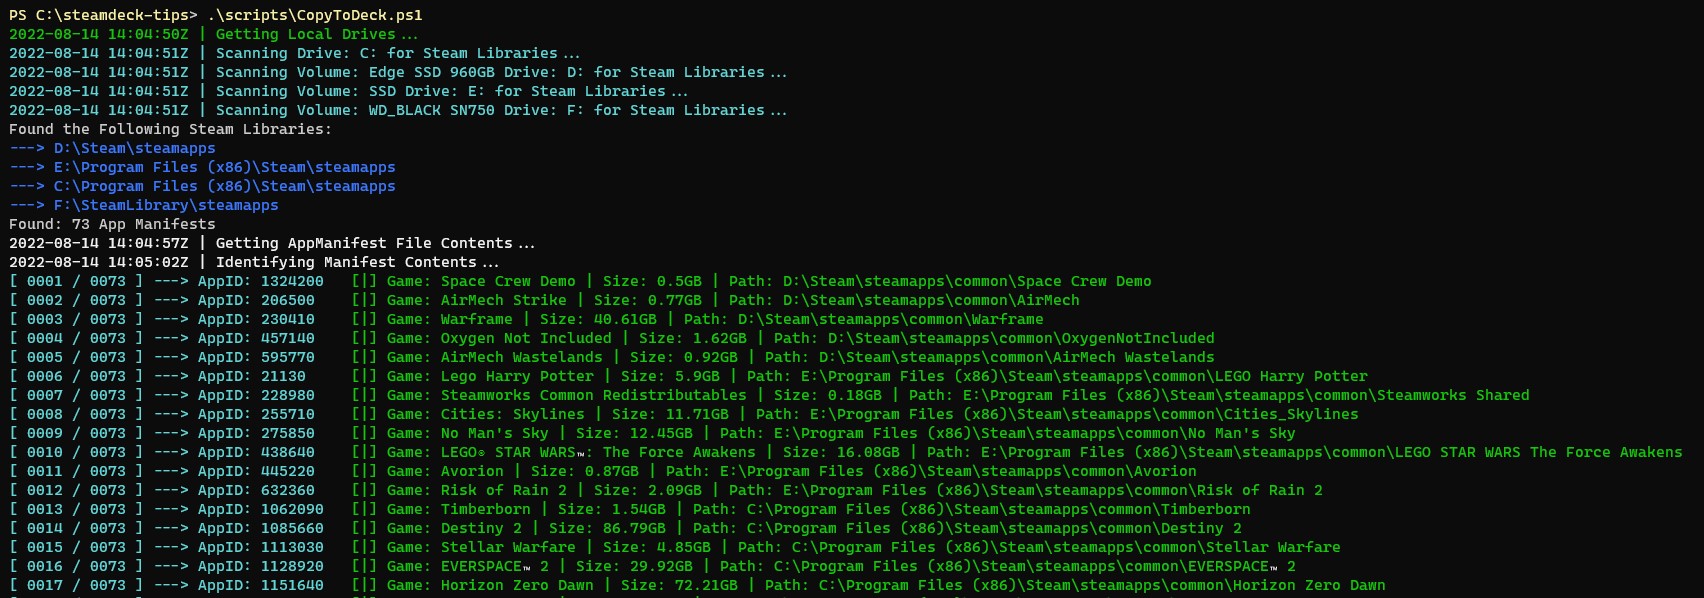 PS C:\steamdeck-tips> .\scripts\CopyToDeck.ps1
2022-08-14 14:04:50Z | Getting Local Drives...
2022-08-14 14:04:51Z | Scanning Drive: C: for Steam Libraries...
2022-08-14 14:04:51Z | Scanning Volume: Edge SSD 960GB Drive: D: for Steam Libraries...
2022-08-14 14:04:51Z | Scanning Volume: SSD Drive: E: for Steam Libraries...
2022-08-14 14:04:51Z | Scanning Volume: WD_BLACK SN750 Drive: F: for Steam Libraries...
Found the Following Steam Libraries:
---> D:\Steam\steamapps
---> E:\Program Files (x86)\Steam\steamapps
---> C:\Program Files (x86)\Steam\steamapps
---> F:\SteamLibrary\steamapps
Found: 73 App Manifests
2022-08-14 14:04:57Z | Getting AppManifest File Contents...
2022-08-14 14:05:02Z | Identifying Manifest Contents...
[ 0001 / 0073 ] ---> AppID: 1324200   [|] Game: Space Crew Demo | Size: 0.5GB | Path: D:\Steam\steamapps\common\Space Crew Demo
[ 0002 / 0073 ] ---> AppID: 206500    [|] Game: AirMech Strike | Size: 0.77GB | Path: D:\Steam\steamapps\common\AirMech
[ 0003 / 0073 ] ---> AppID: 230410    [|] Game: Warframe | Size: 40.61GB | Path: D:\Steam\steamapps\common\Warframe
[ 0004 / 0073 ] ---> AppID: 457140    [|] Game: Oxygen Not Included | Size: 1.62GB | Path: D:\Steam\steamapps\common\OxygenNotIncluded
[ 0005 / 0073 ] ---> AppID: 595770    [|] Game: AirMech Wastelands | Size: 0.92GB | Path: D:\Steam\steamapps\common\AirMech Wastelands
[ 0006 / 0073 ] ---> AppID: 21130     [|] Game: Lego Harry Potter | Size: 5.9GB | Path: E:\Program Files (x86)\Steam\steamapps\common\LEGO Harry Potter
[ 0007 / 0073 ] ---> AppID: 228980    [|] Game: Steamworks Common Redistributables | Size: 0.18GB | Path: E:\Program Files (x86)\Steam\steamapps\common\Steamworks Shared
[ 0008 / 0073 ] ---> AppID: 255710    [|] Game: Cities: Skylines | Size: 11.71GB | Path: E:\Program Files (x86)\Steam\steamapps\common\Cities_Skylines
[ 0009 / 0073 ] ---> AppID: 275850    [|] Game: No Man's Sky | Size: 12.45GB | Path: E:\Program Files (x86)\Steam\steamapps\common\No Man's Sky
[ 0010 / 0073 ] ---> AppID: 438640    [|] Game: LEGO® STAR WARS™: The Force Awakens | Size: 16.08GB | Path: E:\Program Files (x86)\Steam\steamapps\common\LEGO STAR WARS The Force Awakens
[ 0011 / 0073 ] ---> AppID: 445220    [|] Game: Avorion | Size: 0.87GB | Path: E:\Program Files (x86)\Steam\steamapps\common\Avorion
[ 0012 / 0073 ] ---> AppID: 632360    [|] Game: Risk of Rain 2 | Size: 2.09GB | Path: E:\Program Files (x86)\Steam\steamapps\common\Risk of Rain 2
[ 0013 / 0073 ] ---> AppID: 1062090   [|] Game: Timberborn | Size: 1.54GB | Path: C:\Program Files (x86)\Steam\steamapps\common\Timberborn
[ 0014 / 0073 ] ---> AppID: 1085660   [|] Game: Destiny 2 | Size: 86.79GB | Path: C:\Program Files (x86)\Steam\steamapps\common\Destiny 2
[ 0015 / 0073 ] ---> AppID: 1113030   [|] Game: Stellar Warfare | Size: 4.85GB | Path: C:\Program Files (x86)\Steam\steamapps\common\Stellar Warfare
[ 0016 / 0073 ] ---> AppID: 1128920   [|] Game: EVERSPACE™ 2 | Size: 29.92GB | Path: C:\Program Files (x86)\Steam\steamapps\common\EVERSPACE™ 2
[ 0017 / 0073 ] ---> AppID: 1151640   [|] Game: Horizon Zero Dawn | Size: 72.21GB | Path: C:\Program Files (x86)\Steam\steamapps\common\Horizon Zero Dawn